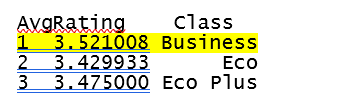 AvgRating Class
1 3.521008 Business
2 3.429933 Eco
3 3.475000 Eco Plus